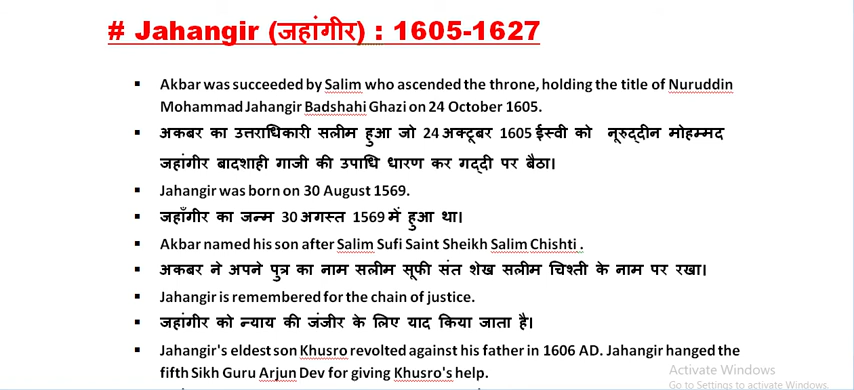 # Jahangir (जहांगीर) : 1605-1627
▪ Akbar was succeeded by Salim who ascended the throne, holding the title of Nuruddin
Mohammad Jahangir Badshahi Ghazi on 24 October 1605.
▪ अकबर का उत्तराधिकारी सलीम हुआ जो 24 अक्टूबर 1605 ईस्वी को नूरुद्दीन मोहम्मद
जहांगीर बादशाही गाजी की उपाधि धारण कर गद्दी पर बैठा।
▪ Jahangir was born on 30 August 1569.
▪ जहाँगीर का जन्म 30 अगस्त 1569 में हुआ था।
▪ Akbar named his son after Salim Sufi Saint Sheikh Salim Chishti .
▪ अकबर ने अपने पुत्र का नाम सलीम सूफी संत शेख सलीम चिश्ती के नाम पर रखा।
▪ Jahangir is remembered for the chain of justice.
▪ जहांगीर को न्याय की जंजीर के लिए याद किया जाता है।
▪ Jahangir's eldest son Khusro revolted against his father in 1606 AD. Jahangir hanged the
fifth Sikh Guru Arjun Dev for giving Khusro's help.
Activate Windows
Go to Settings to activate Windows.